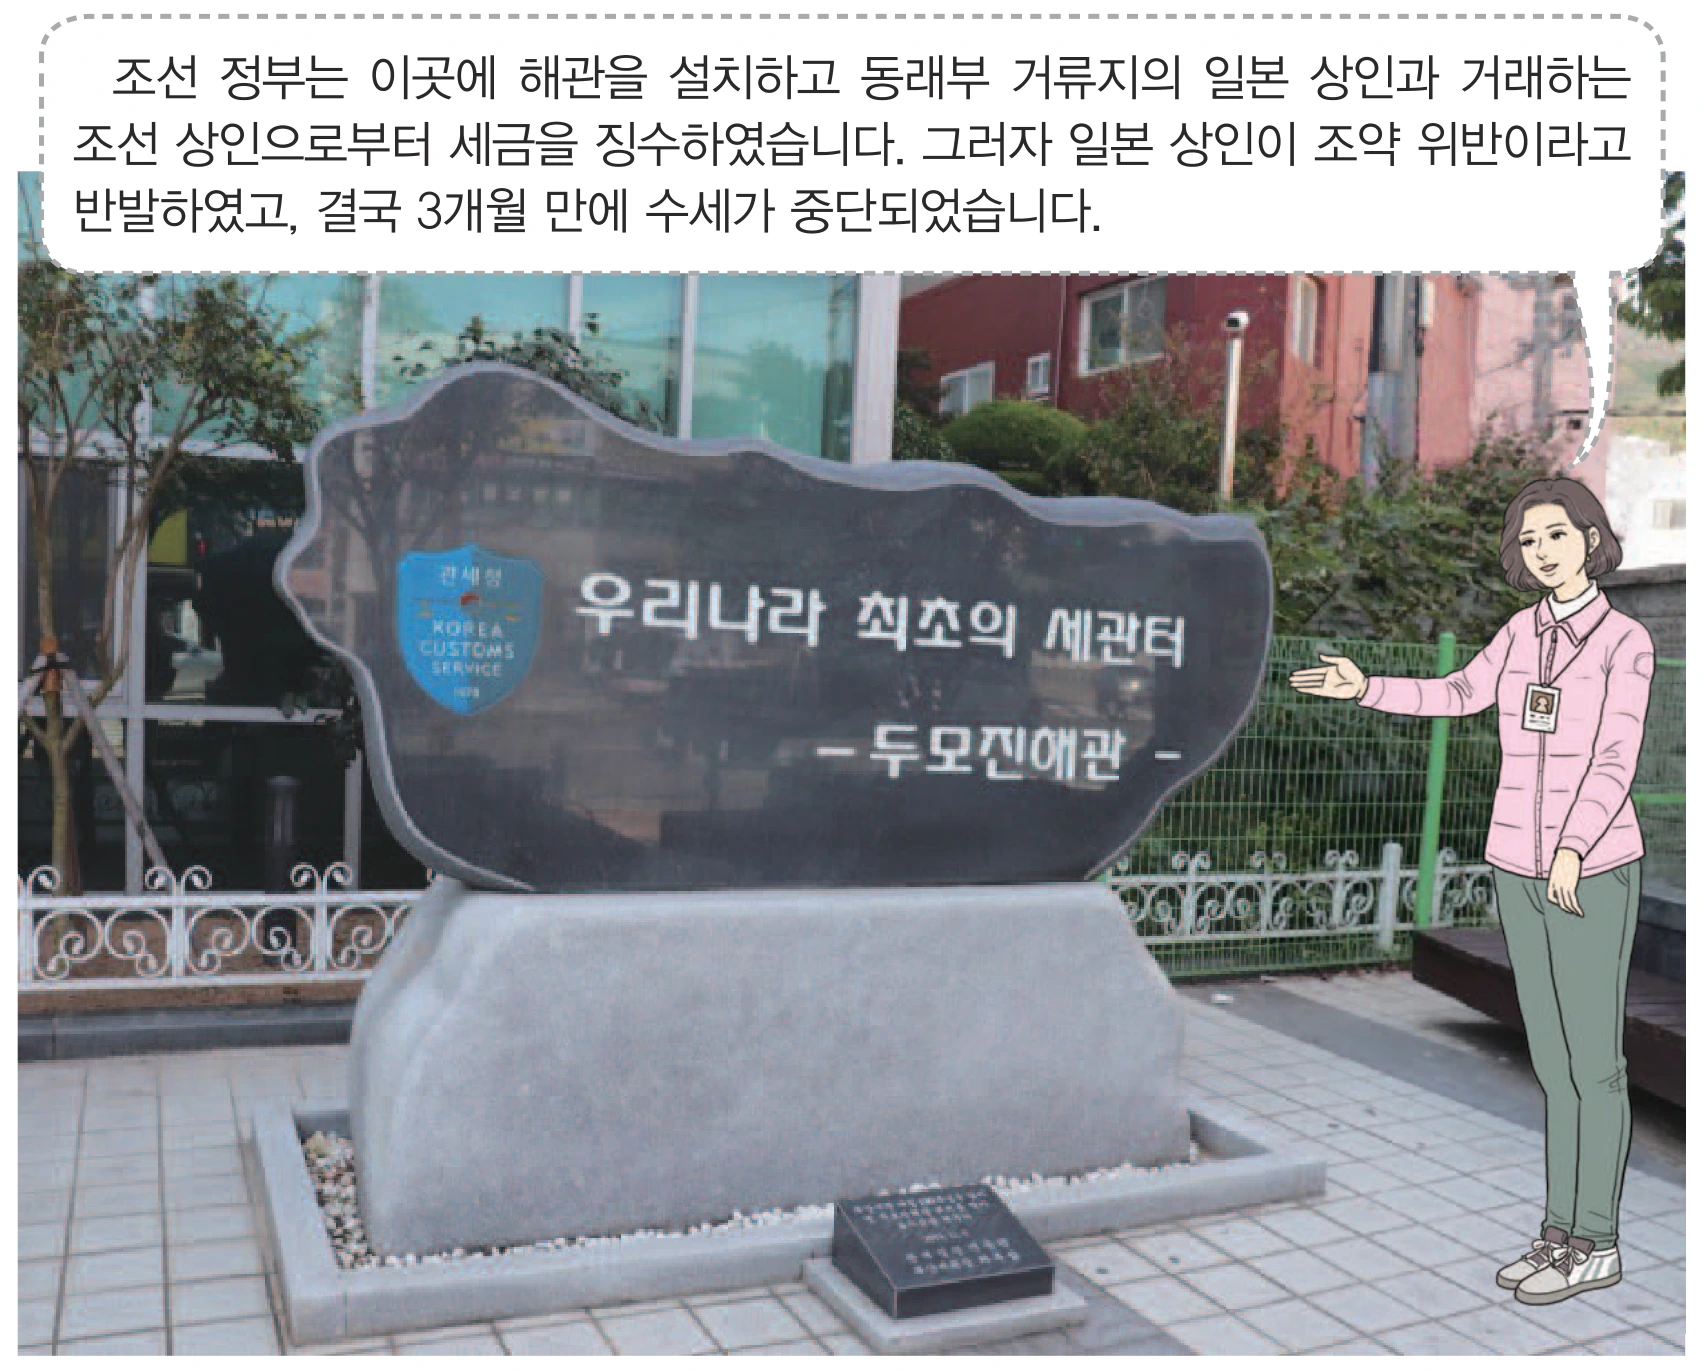 조선 정부는 이곳에 해관을 설치하고 동래부 거류지의 일본 상인과 거래하는
조선 상인으로부터 세금을 징수하였습니다. 그러자 일본 상인이 조약 위반이라고
반발하였고, 결국 3개월 만에 수세가 중단되었습니다.
관세청
KOREA
CUSTOMS
SERVICE
우리나라 최초의 세관터
- 두모진해관 -